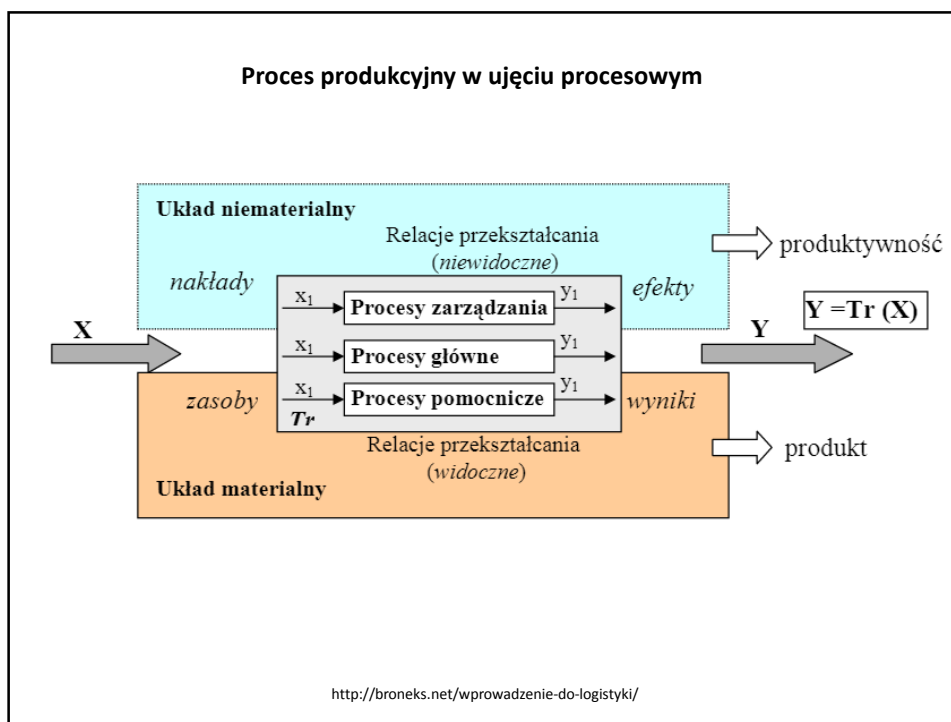 Proces produkcyjny w ujęciu procesowym
Układ niematerialny
Relacje przekształcania
(niewidoczne)
produktywność
nakłady
efekty
x1
Procesy zarządzania
y1
Y =Tr (X)
X
Y
x1
Procesy główne
y1
zasoby
x1
Procesy pomocnicze
y1
wyniki
Tr
Relacje przekształcania
(widoczne)
produkt
Układ materialny
http://broneks.net/wprowadzenie-do-logistyki/